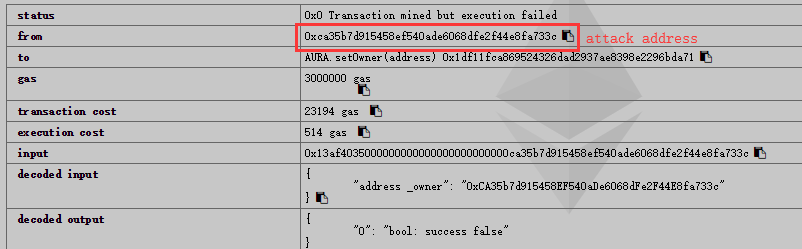 status 0x0 Transaction mined but execution failed
from 0xca35b7d915458ef540ade6068dfe2f44e8fa733c attack address
to AURA.setOwner(address) 0x1df11fca869524326dad2937ae8398e2296bda71
gas 3000000 gas
transaction cost 23194 gas
execution cost 514 gas
input 0x13af4035000000000000000000000000ca35b7d915458ef540ade6068dfe2f44e8fa733c
decoded input {
"address _owner": "0xCA35b7d915458EF540aDe6068dFe2F44E8fa733c"
}
decoded output {
"0": "bool: success false"
}